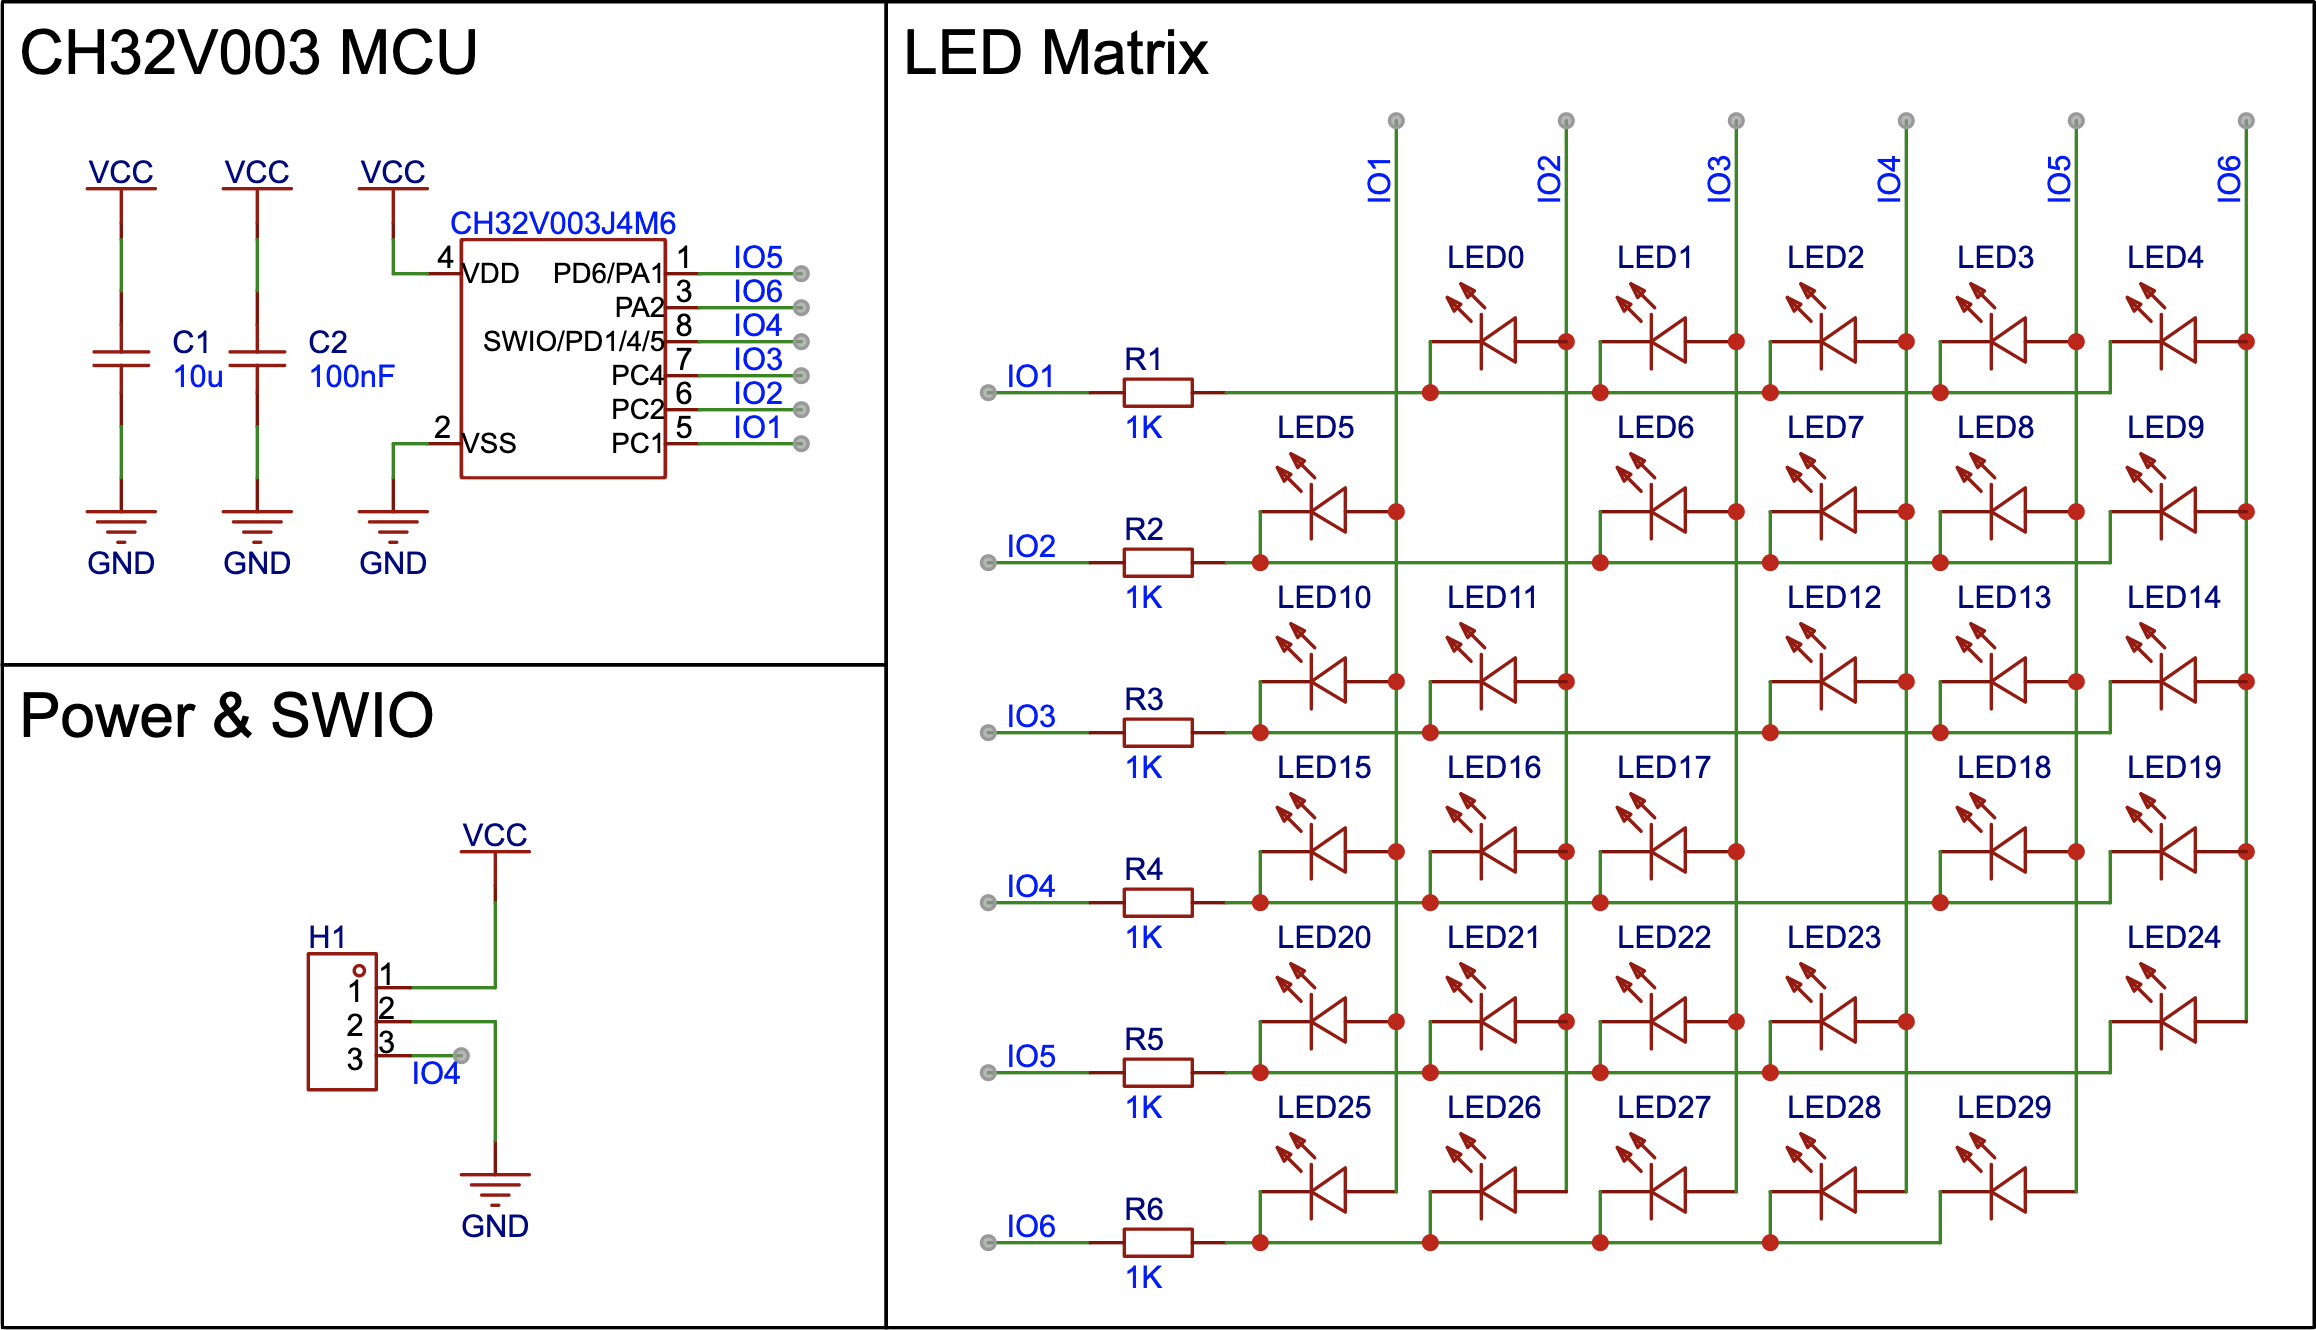 CH32V003 MCU
VCC VCC VCC
CH32V003J4M6
4 VDD PD6/PA1 1 IO5
PA2 3 IO6
SWIO/PD1/4/5 8 IO4
PC4 7 IO3
PC2 6 IO2
2 VSS PC1 5 IO1
C1 C2
10u 100nF
GND GND GND
Power & SWIO
VCC
H1
1 1
2 2
3 3
IO4
GND
LED Matrix
IO1 IO2 IO3 IO4 IO5 IO6
LED0 LED1 LED2 LED3 LED4
R1
IO1
1K
LED5 LED6 LED7 LED8 LED9
R2
IO2
1K
LED10 LED11 LED12 LED13 LED14
R3
IO3
1K
LED15 LED16 LED17 LED18 LED19
R4
IO4
1K
LED20 LED21 LED22 LED23 LED24
R5
IO5
1K
LED25 LED26 LED27 LED28 LED29
R6
IO6
1K